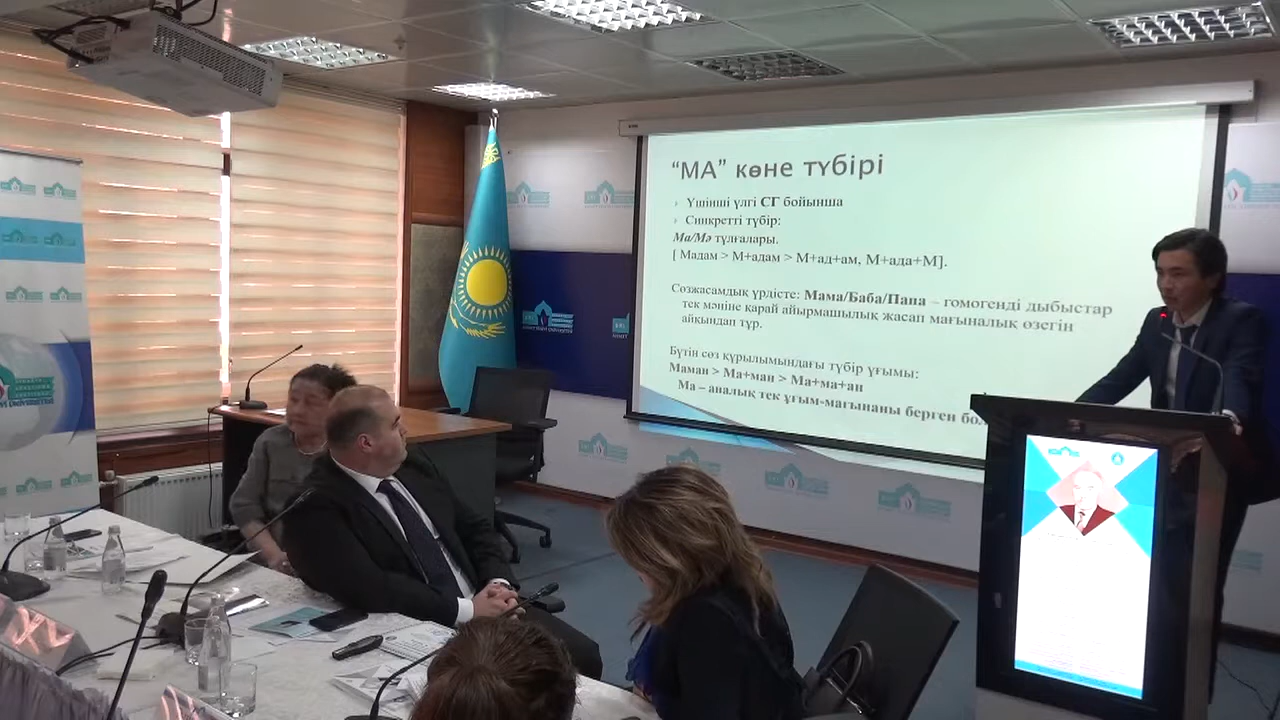 “МА” көне түбірі
Үшінші үлгі СГ бойынша
Синкретті түбір:
Ма/Мә тұлғалары.
[ Мадам > М+адам > М+ад+ам, М+ада+М].
Сөзжасамдық үрдісте: Мама/Баба/Папа – гомогенді дыбыстар
тек мәніне қарай айырмашылық жасап мағыналық өзегін
айқындап тұр.
Бүтін сөз құрылымындағы түбір ұғымы:
Маман > Ма+ман > Ма+ма+ан
Ма – аналық тек ұғым-мағынаны берген